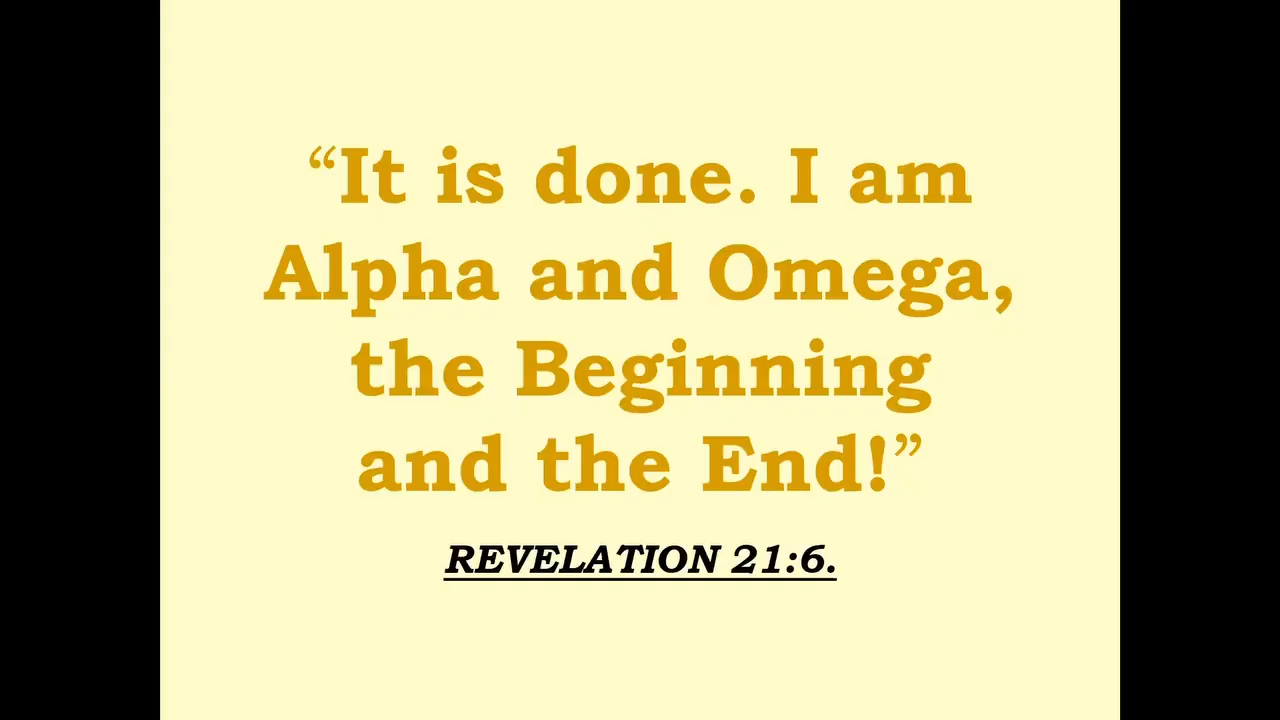 “It is done. I am
Alpha and Omega,
the Beginning
and the End!”
REVELATION 21:6.